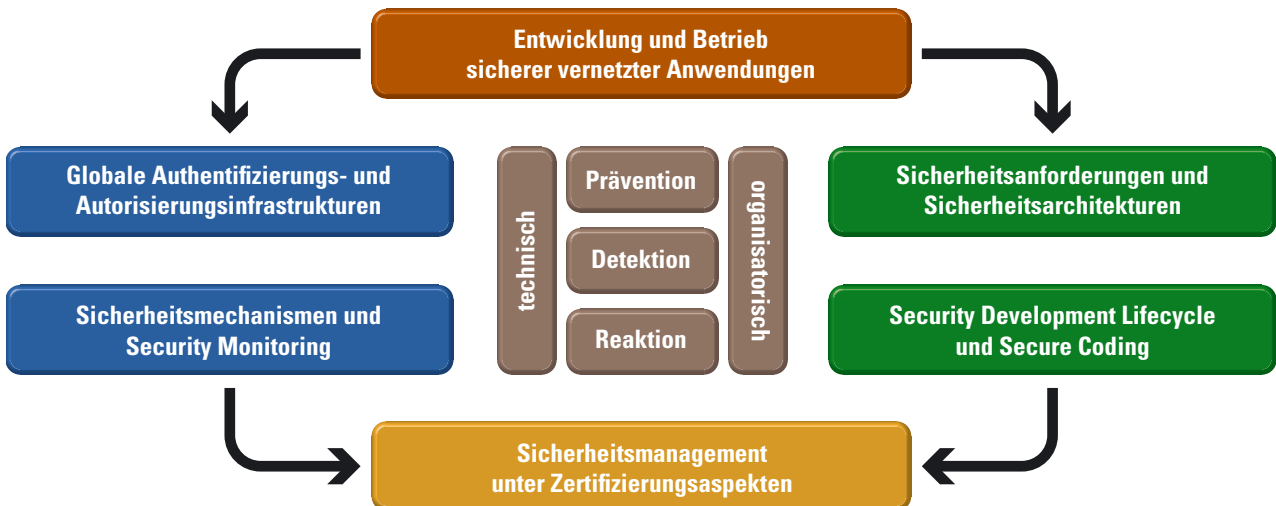 Entwicklung und Betrieb
sicherer vernetzter Anwendungen
Globale Authentifizierungs- und
Autorisierungsinfrastrukturen
Sicherheitsmechanismen und
Security Monitoring
technisch
Prävention
Detektion
Reaktion
organisatorisch
Sicherheitsanforderungen und
Sicherheitsarchitekturen
Security Development Lifecycle
und Secure Coding
Sicherheitsmanagement
unter Zertifizierungsaspekten